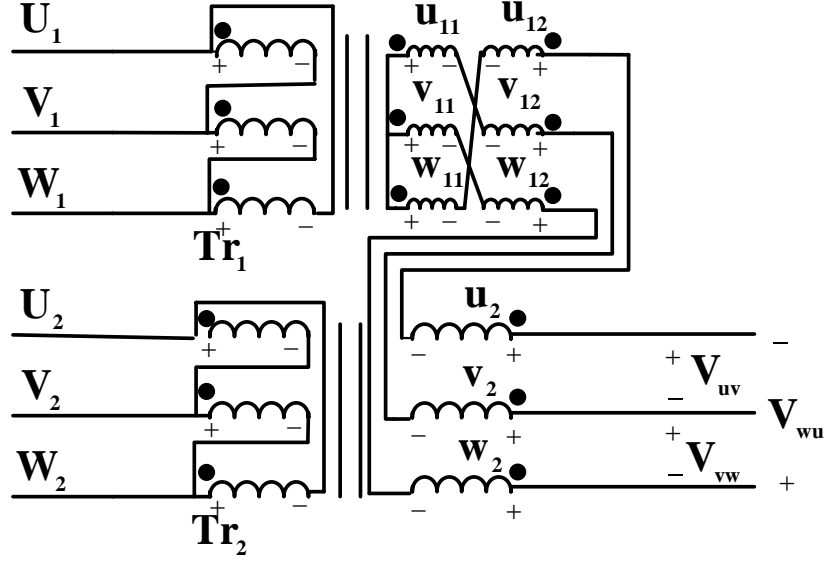 U1 u11 u12
+ − + − − +
V1 v11 v12
+ − + − − +
W1 w11 w12
+ − + − − +
Tr1
U2 u2
+ − − + −
+ Vuv
V2 v2 − Vwu
+ − − + +
W2 w2 Vvw
− +
+ − − +
Tr2